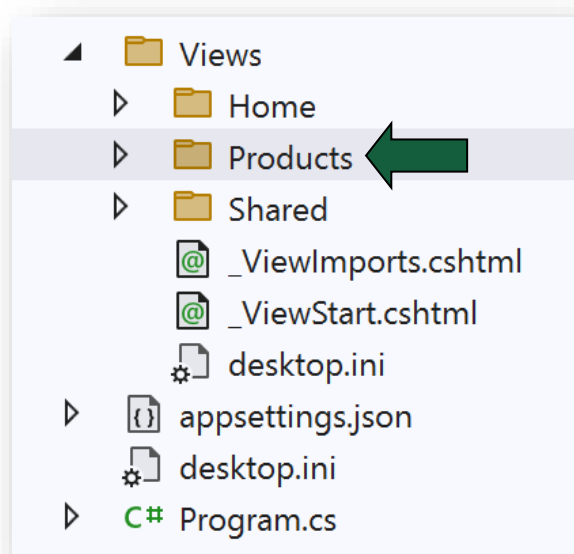 Views
Home
Products
Shared
@ _ViewImports.cshtml
@ _ViewStart.cshtml
desktop.ini
{} appsettings.json
desktop.ini
C# Program.cs